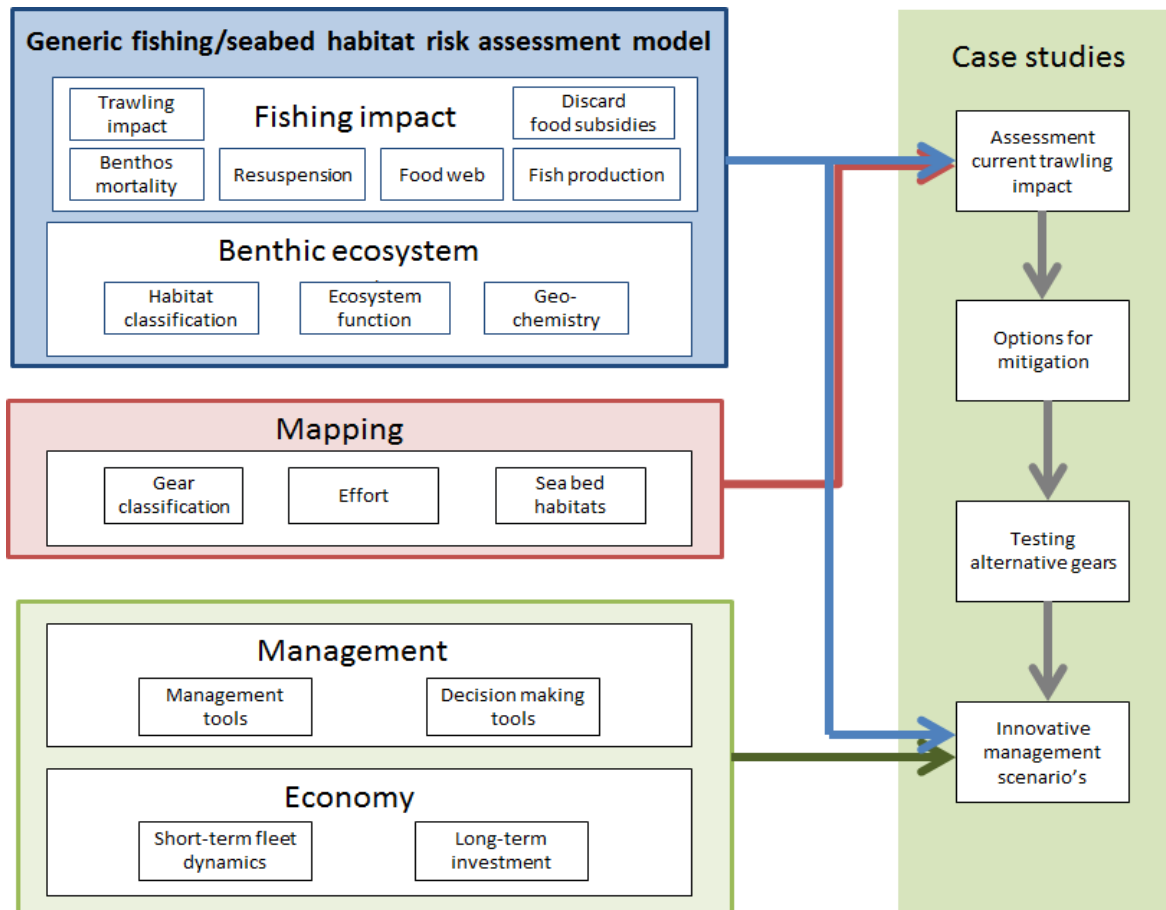 Generic fishing/seabed habitat risk assessment model
Trawling
impact
Fishing impact
Discard
food subsidies
Benthos
mortality
Resuspension
Food web
Fish production
Benthic ecosystem
Habitat
classification
Ecosystem
function
Geo-
chemistry
Mapping
Gear
classification
Effort
Sea bed
habitats
Management
Management
tools
Decision making
tools
Economy
Short-term fleet
dynamics
Long-term
investment
Case studies
Assessment
current trawling
impact
Options for
mitigation
Testing
alternative gears
Innovative
management
scenario's